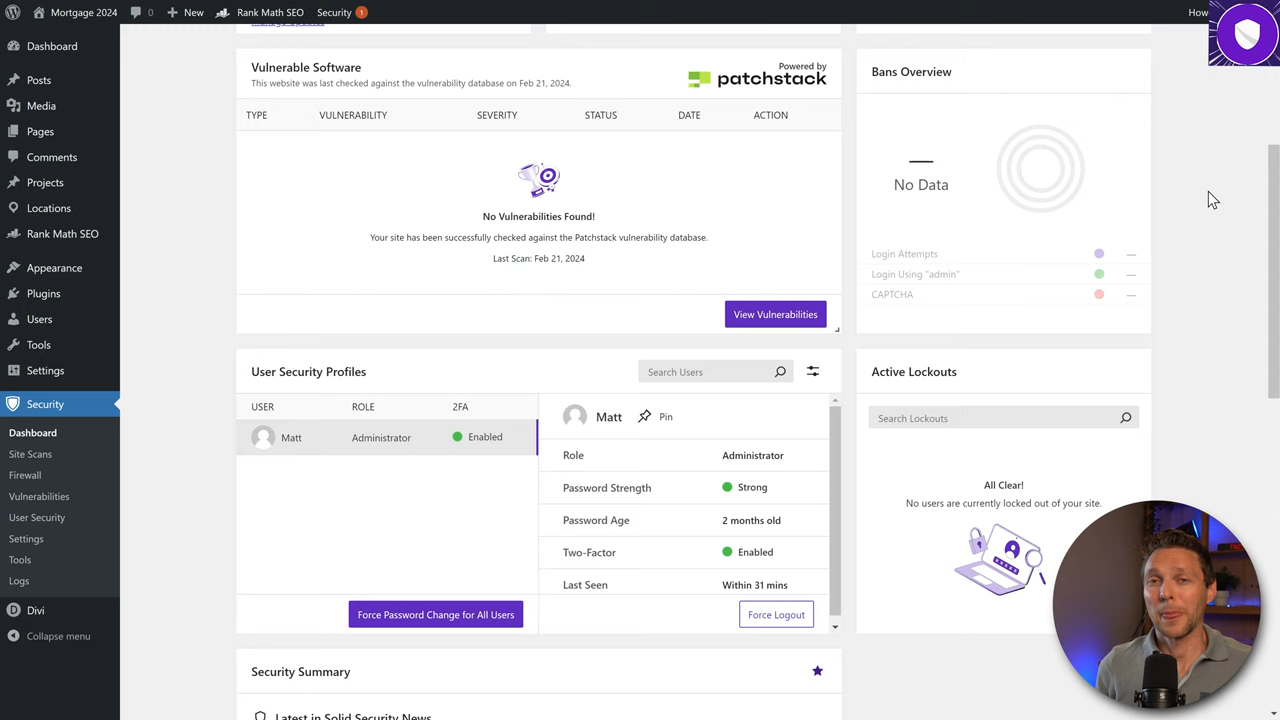 Mortgage 2024
0
New
Rank Math SEO
Security
1
How
Dashboard
Posts
Media
Pages
Comments
Projects
Locations
Rank Math SEO
Appearance
Plugins
Users
Tools
Settings
Security
Dashboard
Site Scans
Firewall
Vulnerabilities
User Security
Settings
Tools
Logs
Divi
Collapse menu
Manage Updates
Vulnerable Software
This website was last checked against the vulnerability database on Feb 21, 2024.
Powered by
patchstack
TYPE VULNERABILITY SEVERITY STATUS DATE ACTION
No Vulnerabilities Found!
Your site has been successfully checked against the Patchstack vulnerability database.
Last Scan: Feb 21, 2024
View Vulnerabilities
Bans Overview
—
No Data
Login Attempts —
Login Using "admin" —
CAPTCHA —
User Security Profiles
Search Users
USER ROLE 2FA
Matt Administrator Enabled
Matt Pin
Role Administrator
Password Strength Strong
Password Age 2 months old
Two-Factor Enabled
Last Seen Within 31 mins
Force Password Change for All Users
Force Logout
Active Lockouts
Search Lockouts
All Clear!
No users are currently locked out of your site.
Security Summary
Latest in Solid Security News